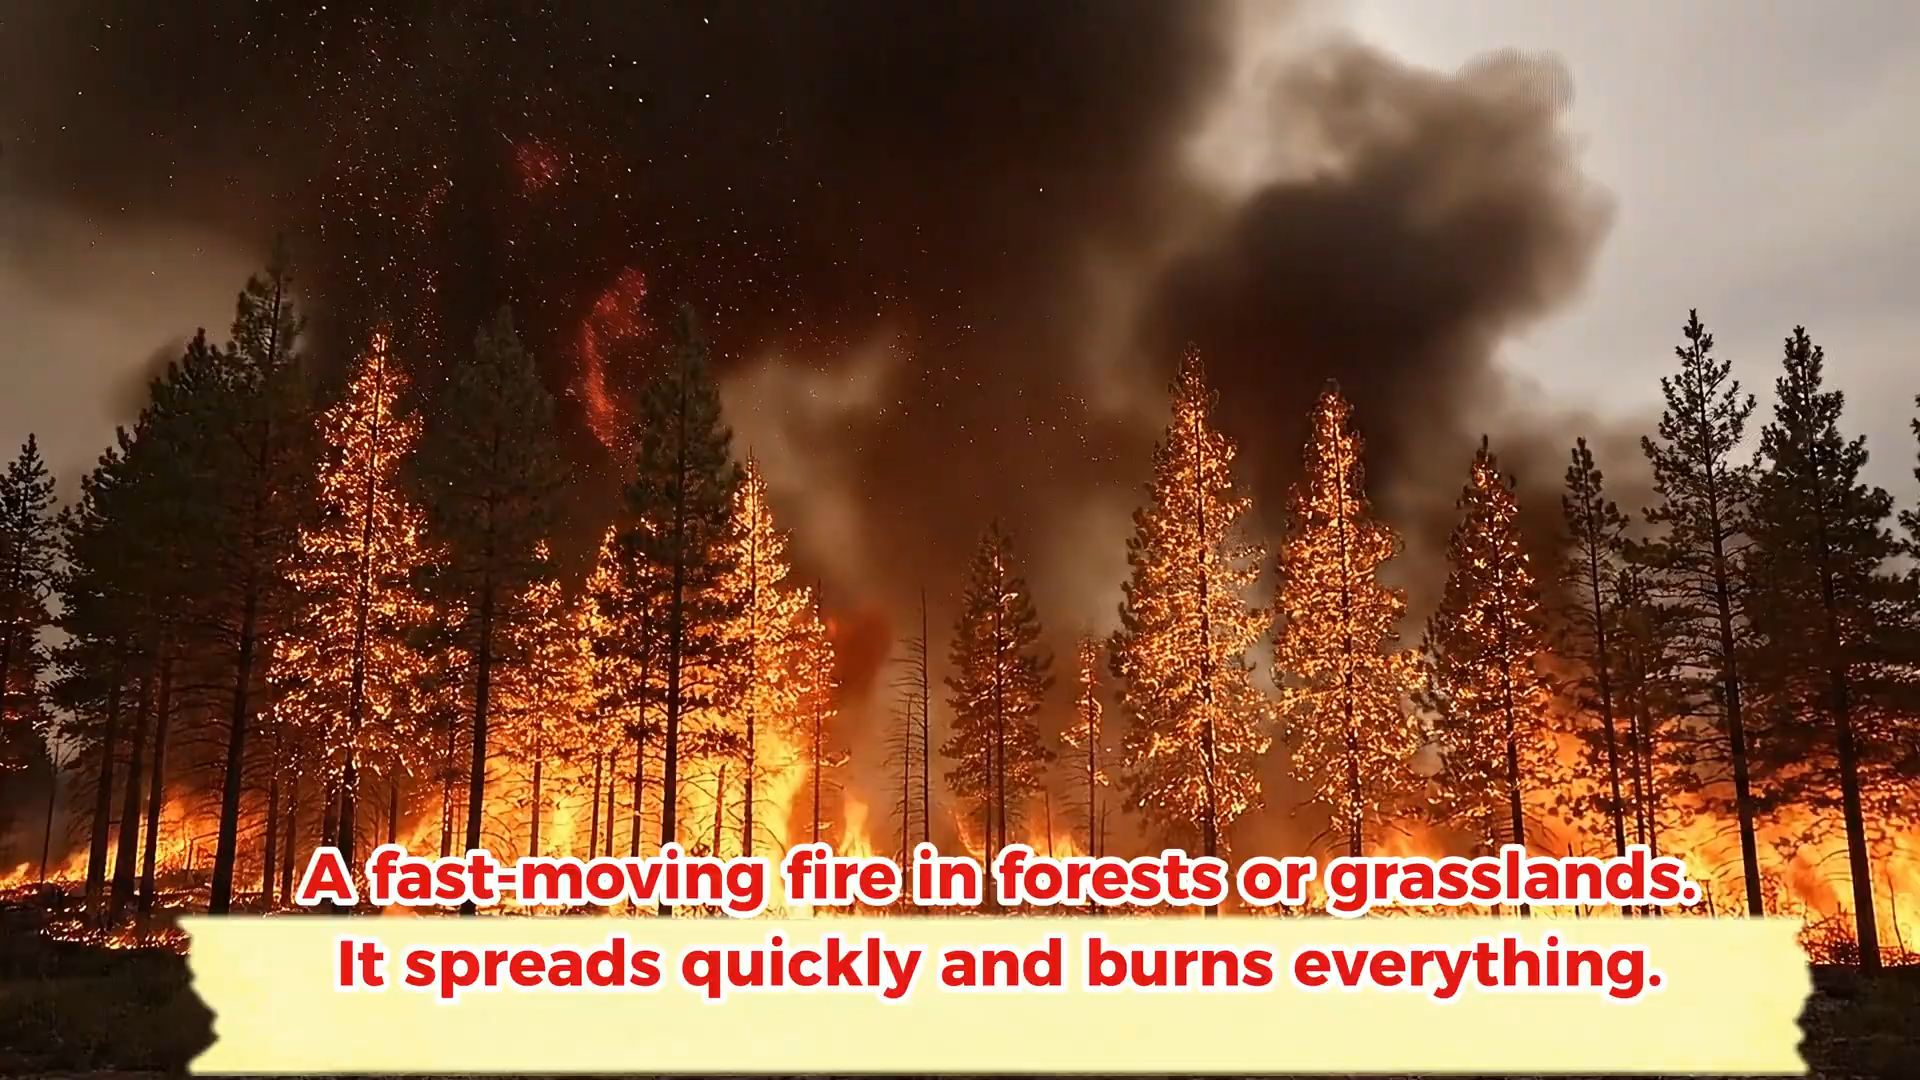 A fast-moving fire in forests or grasslands.
It spreads quickly and burns everything.